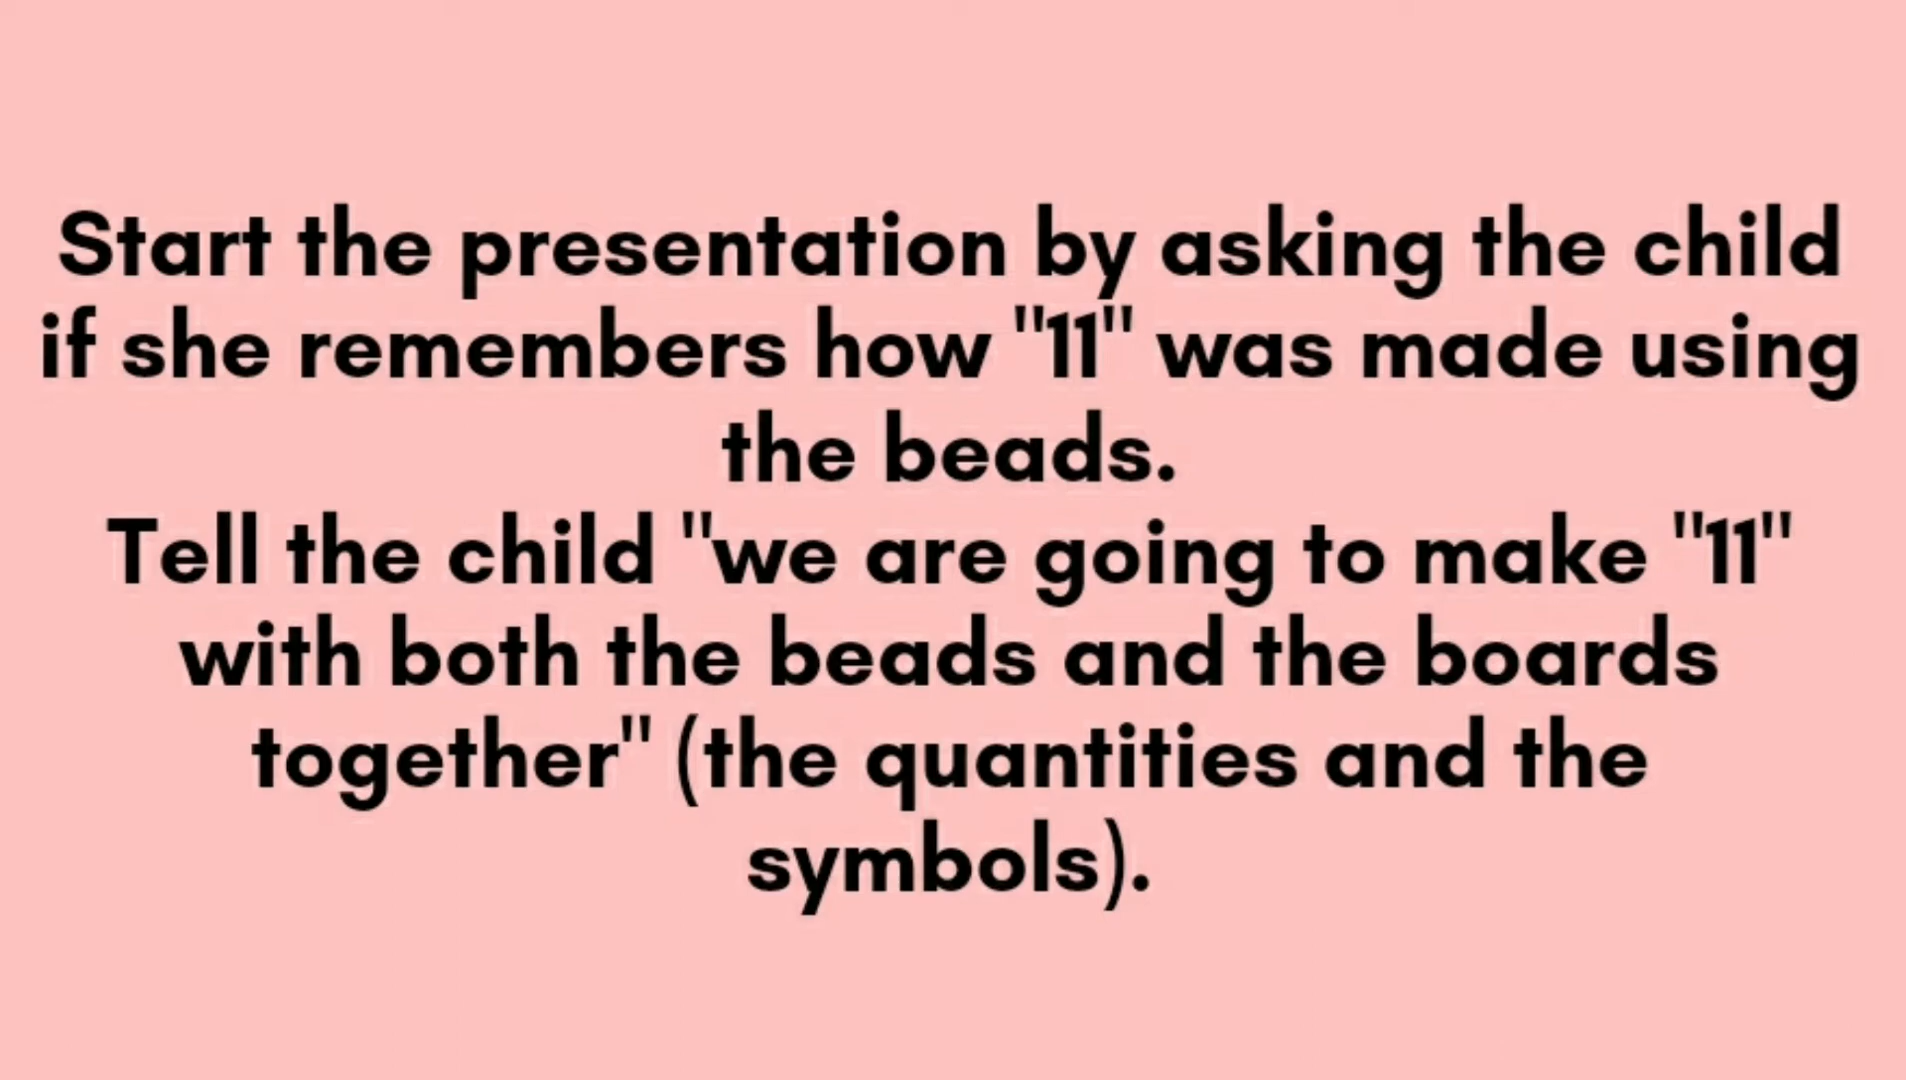 Start the presentation by asking the child
if she remembers how "11" was made using
the beads.
Tell the child "we are going to make "11"
with both the beads and the boards
together" (the quantities and the
symbols).